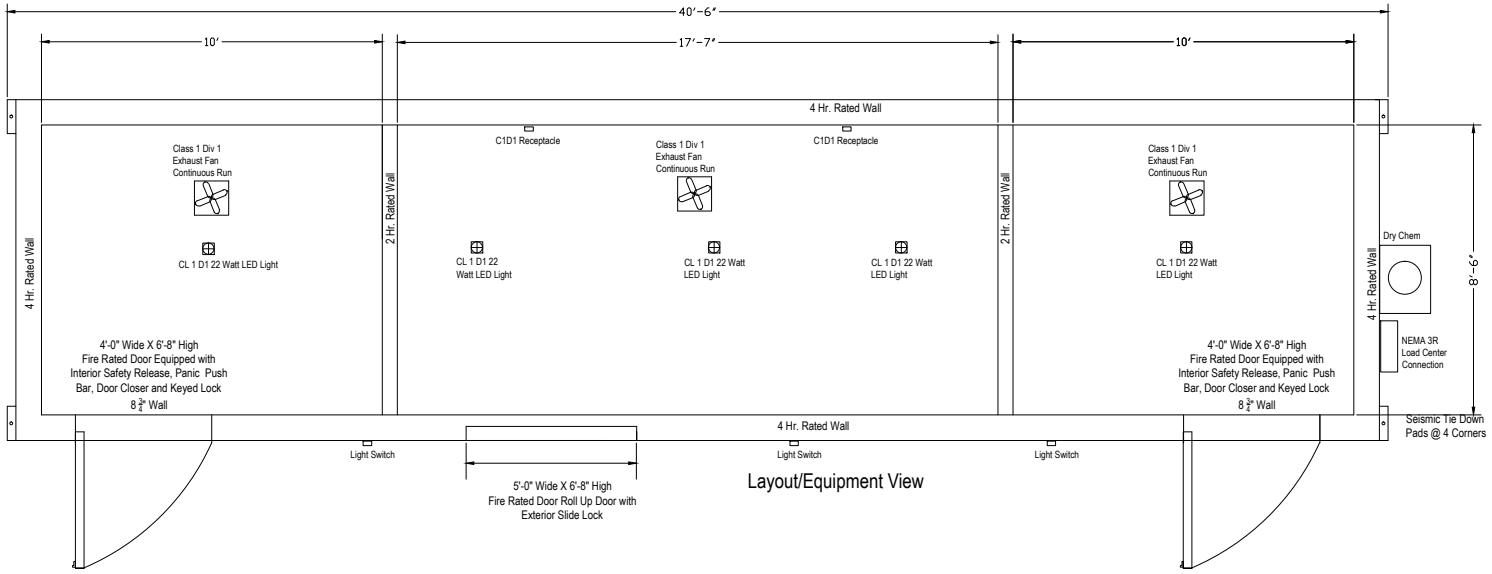 40'-6"
10'
17'-7"
10'
4 Hr. Rated Wall
C1D1 Receptacle
C1D1 Receptacle
Class 1 Div 1
Exhaust Fan
Continuous Run
Class 1 Div 1
Exhaust Fan
Continuous Run
Class 1 Div 1
Exhaust Fan
Continuous Run
4 Hr. Rated Wall
2 Hr. Rated Wall
2 Hr. Rated Wall
4 Hr. Rated Wall
8'-6"
CL 1 D1 22 Watt LED Light
CL 1 D1 22
Watt LED Light
CL 1 D1 22 Watt
LED Light
CL 1 D1 22 Watt
LED Light
CL 1 D1 22 Watt
LED Light
Dry Chem
NEMA 3R
Load Center
Connection
4'-0" Wide X 6'-8" High
Fire Rated Door Equipped with
Interior Safety Release, Panic Push
Bar, Door Closer and Keyed Lock
8 3/4" Wall
4'-0" Wide X 6'-8" High
Fire Rated Door Equipped with
Interior Safety Release, Panic Push
Bar, Door Closer and Keyed Lock
8 3/4" Wall
Seismic Tie Down
Pads @ 4 Corners
4 Hr. Rated Wall
Light Switch
Light Switch
Light Switch
5'-0" Wide X 6'-8" High
Fire Rated Door Roll Up Door with
Exterior Slide Lock
Layout/Equipment View